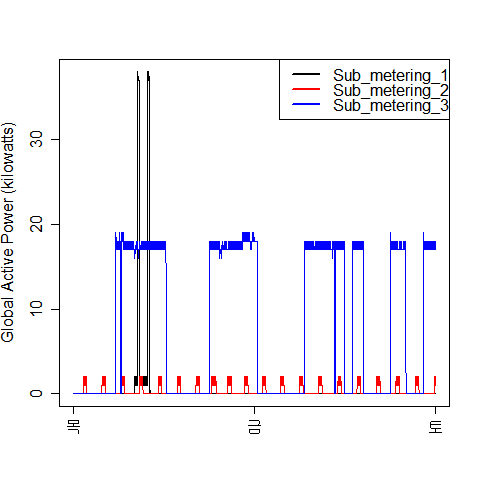 Sub_metering_1
Sub_metering_2
Sub_metering_3
Global Active Power (kilowatts)
30
20
10
0